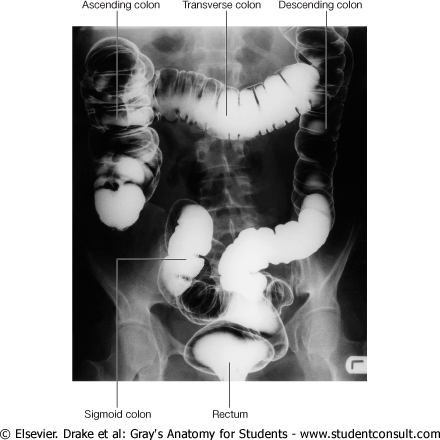 Ascending colon
Transverse colon
Descending colon
Sigmoid colon
Rectum
© Elsevier. Drake et al: Gray's Anatomy for Students - www.studentconsult.com